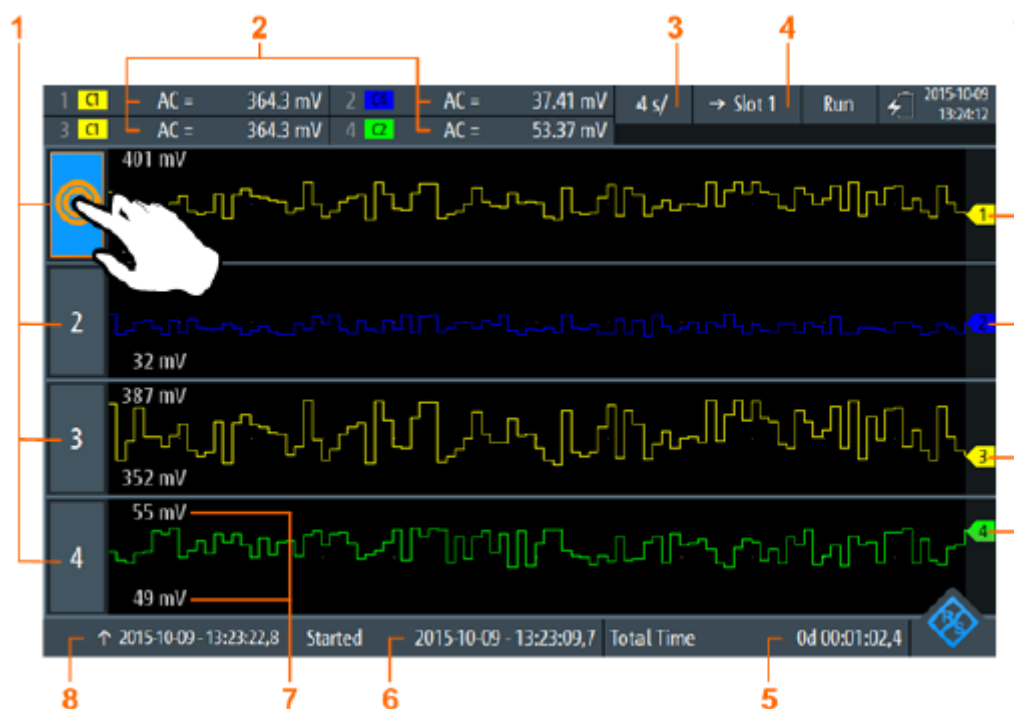 1 2 3 4
1 C1 AC = 364.3 mV 2 C4 AC = 37.41 mV 4 s/ → Slot 1 Run 2015-10-09
3 C1 AC = 364.3 mV 4 C2 AC = 53.37 mV 13:24:12
401 mV
1
2
2
32 mV
387 mV
3
3
352 mV
55 mV
4
4
49 mV
↑ 2015-10-09 - 13:23:22,8 Started 2015-10-09 - 13:23:09,7 Total Time 0d 00:01:02,4 R&S
8 7 6 5